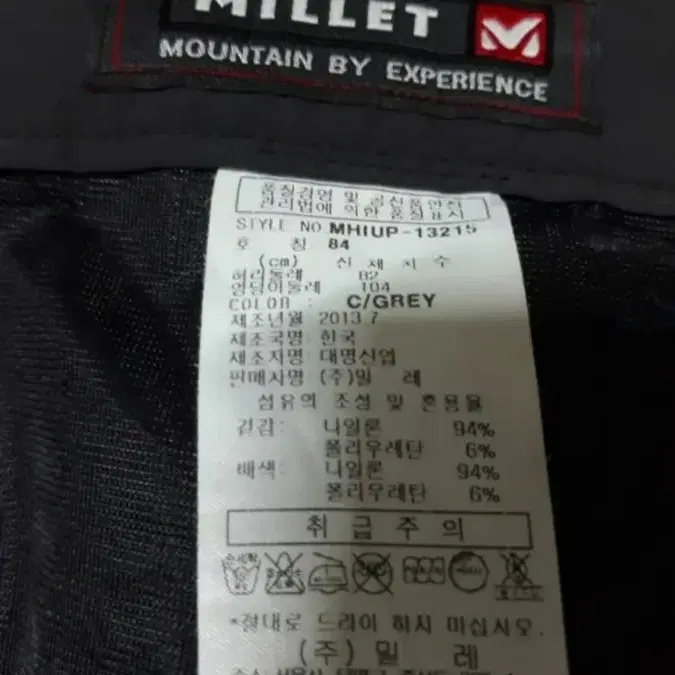 MILLET
MOUNTAIN BY EXPERIENCE
품질경영 및 공산품안전
관리법에 의한 품질표시
STYLE NO MHIUP-13215
호 칭 84
(cm) 신체치수
허리둘레 82
엉덩이둘레 104
COLOR : C/GREY
제조년월 2013.7
제조국명: 한국
제조자명: 대명산업
판매자명 (주)밀 레
섬유의 조성 및 혼용율
겉감: 나일론 94%
폴리우레탄 6%
배색: 나일론 94%
폴리우레탄 6%
취급주의
*절대로 드라이 하지 마십시오.
(주) 밀 레